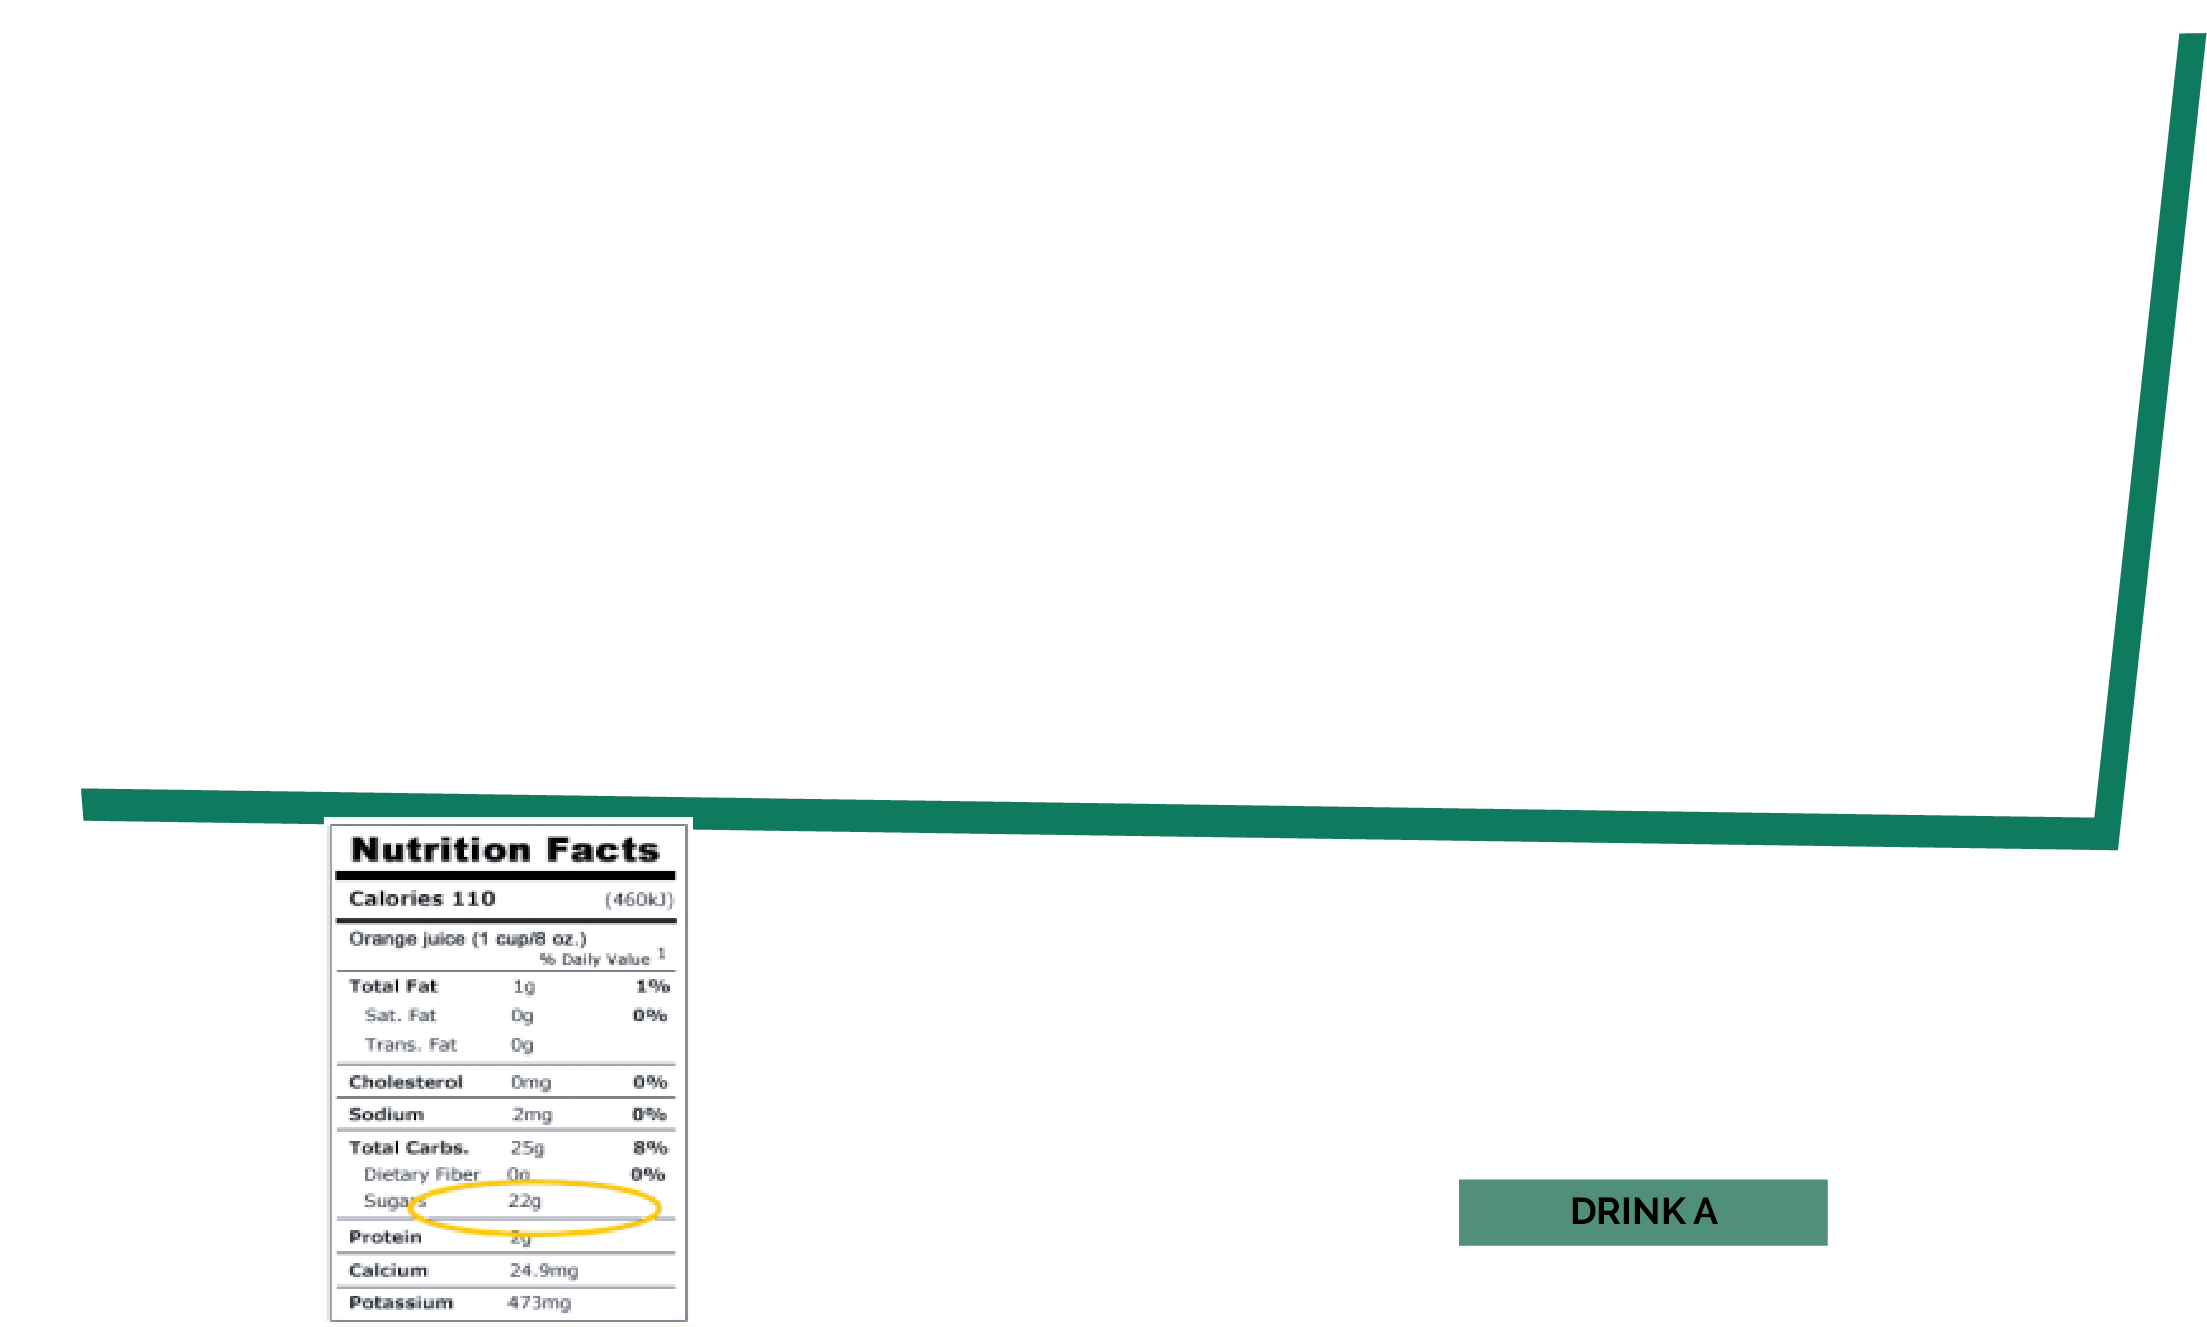 Nutrition Facts
Calories 110 (460kJ)
Orange juice (1 cup/8 oz.)
% Daily Value 1
Total Fat 1g 1%
Sat. Fat 0g 0%
Trans. Fat 0g
Cholesterol 0mg 0%
Sodium 2mg 0%
Total Carbs. 25g 8%
Dietary Fiber 0g 0%
Sugars 22g
Protein 2g
Calcium 24.9mg
Potassium 473mg
DRINK A